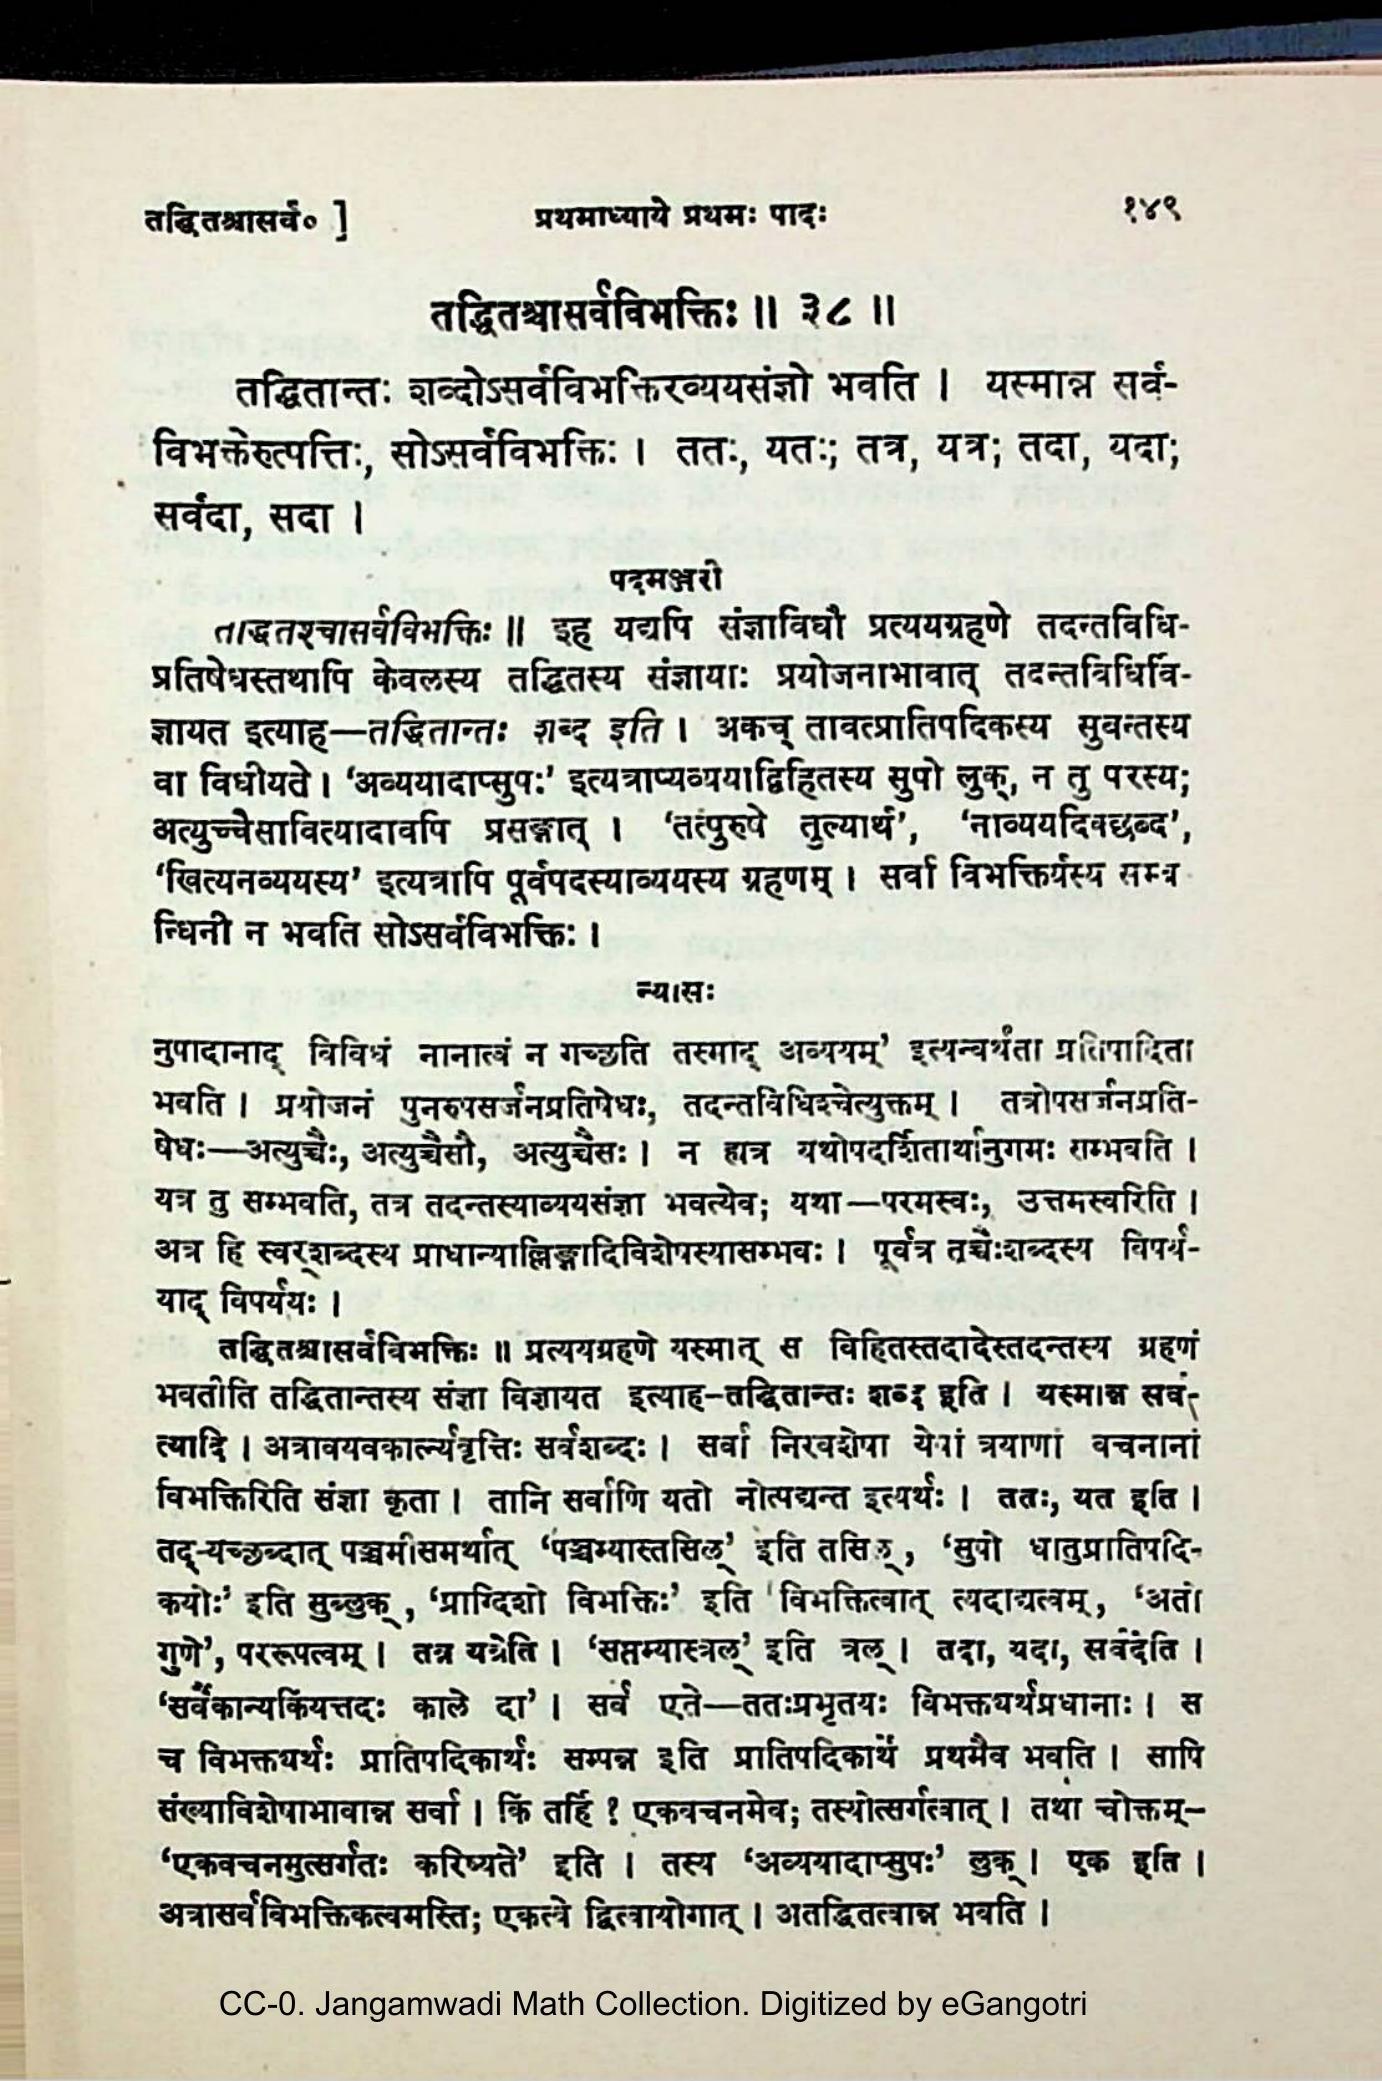 तद्धितश्चासर्व० ]
प्रथमाध्याये प्रथमः पादः
१४९
तद्धितश्चासर्वविभक्तिः ॥ ३८ ॥
तद्धितान्तः शब्दोऽसर्वविभक्तिरव्ययसंज्ञो भवति । यस्मान्न सर्व-
विभक्तेरुत्पत्तिः, सोऽसर्वविभक्तिः । ततः, यतः; तत्र, यत्र; तदा, यदा;
सर्वदा, सदा ।
पदमञ्जरी
ताद्धतश्चासर्वविभक्तिः ॥ इह यद्यपि संज्ञाविधौ प्रत्ययग्रहणे तदन्तविधि-
प्रतिषेधस्तथापि केवलस्य तद्धितस्य संज्ञायाः प्रयोजनाभावात् तदन्तविधिर्वि-
ज्ञायत इत्याह—तद्धितान्तः शब्द इति । अकच् तावत्प्रातिपदिकस्य सुबन्तस्य
वा विधीयते । ‘अव्ययादाप्सुपः’ इत्यत्राप्यव्ययाद्विहितस्य सुपो लुक्, न तु परस्य;
अत्युच्चेसावित्यादावपि प्रसङ्गात् । ‘तत्पुरुषे तुल्यार्थ’, ‘नाव्ययदिक्छब्द’,
‘खित्यनव्ययस्य’ इत्यत्रापि पूर्वपदस्याव्ययस्य ग्रहणम् । सर्वा विभक्तिर्यस्य सम्ब
न्धिनी न भवति सोऽसर्वविभक्तिः ।
न्यासः
नुपादानाद् विविधं नानात्वं न गच्छति तस्माद् अव्ययम्’ इत्यन्वर्थता प्रतिपादिता
भवति । प्रयोजनं पुनरुपसर्जनप्रतिषेधः, तदन्तविधिश्चेत्युक्तम् । तत्रोपसर्जनप्रति-
षेधः—अत्युच्चैः, अत्युच्चैसौ, अत्युच्चैसः । न ह्यत्र यथोपदर्शितार्थानुगमः सम्भवति ।
यत्र तु सम्भवति, तत्र तदन्तस्याव्ययसंज्ञा भवत्येव; यथा—परमस्वः, उत्तमस्वरिति ।
अत्र हि स्वर्शब्दस्य प्राधान्याल्लिङ्गादिविशेषस्यासम्भवः । पूर्वत्र तूच्चैःशब्दस्य विपर्य-
याद् विपर्ययः ।
तद्धितश्चासर्वविभक्तिः ॥ प्रत्ययग्रहणे यस्मात् स विहितस्तदादेस्तदन्तस्य ग्रहणं
भवतीति तद्धितान्तस्य संज्ञा विज्ञायत इत्याह-तद्धितान्तः शब्द इति । यस्मान्न सर्वे-
त्यादि । अत्रावयवकार्त्स्न्यवृत्तिः सर्वशब्दः । सर्वा निरवशेषा येषां त्रयाणां वचनानां
विभक्तिरिति संज्ञा कृता । तानि सर्वाणि यतो नोत्पद्यन्त इत्यर्थः । ततः, यत इति ।
तद्-यच्छब्दात् पञ्चमीसमर्थात् ‘पञ्चम्यास्तसिल्’ इति तसिल्, ‘सुपो धातुप्रातिपदि-
कयोः’ इति सुब्लुक्, ‘प्राग्दिशो विभक्तिः’ इति विभक्तित्वात् त्यदाद्यत्वम्, ‘अतो
गुणे’, पररूपत्वम् । तत्र यत्रेति । ‘सप्तम्यास्त्रल्’ इति त्रल् । तदा, यदा, सर्वदेति ।
‘सर्वैकान्यकिंयत्तदः काले दा’ । सर्व एते—ततःप्रभृतयः विभक्त्यर्थप्रधानाः । स
च विभक्त्यर्थः प्रातिपदिकार्थः सम्पन्न इति प्रातिपदिकार्थे प्रथमैव भवति । सापि
संख्याविशेषाभावान्न सर्वा । किं तर्हि ? एकवचनमेव; तस्योत्सर्गत्वात् । तथा चोक्तम्-
‘एकवचनमुत्सर्गतः करिष्यते’ इति । तस्य ‘अव्ययादाप्सुपः’ लुक् । एक इति ।
अत्रासर्वविभक्तिकत्वमस्ति; एकत्वे द्वित्वायोगात् । अतद्धितत्वान्न भवति ।
CC-0. Jangamwadi Math Collection. Digitized by eGangotri